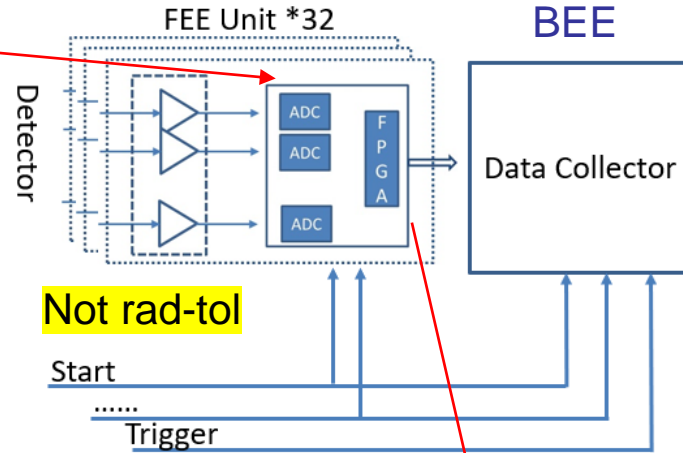 FEE Unit *32
BEE
Detector
ADC
ADC
ADC
F
P
G
A
Data Collector
Not rad-tol
Start
......
Trigger